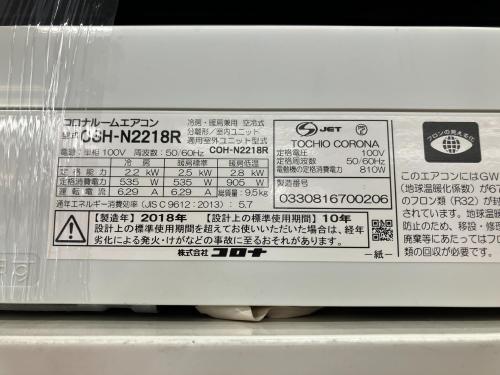 コロナルームエアコン
冷房・暖房兼用 空冷式
分離形／室内ユニット
型式 CSH-N2218R
適用室外ユニット型式
電源：単相 100V 周波数：50/60Hz COH-N2218R
冷房 暖房標準 暖房低温
定格能力 2.2 kW 2.5 kW 2.8 kW
定格消費電力 535 W 535 W 905 W
運転電流 6.29 A 6.29 A 総質量 9.5kg
通年エネルギー消費効率（JIS C 9612：2013）：5.7
【製造年】2018年 【設計上の標準使用期間】10年
設計上の標準使用期間を超えてお使いいただいた場合は、経年
劣化による発火・けがなどの事故に至るおそれがあります。
株式会社 コロナ
JET
TOCHIO CORONA
定格電圧： 100V
定格周波数： 50/60Hz
電動機の定格消費電力： 810W
製造番号
0330816700206
－紙－
フロンの見える化
このエアコンにはGW
（地球温暖化係数）が67
のフロン類（R32）が封
されています。地球温暖
防止のため、移設・修理
廃棄等にあたってはフロ
類の回収が必要です。